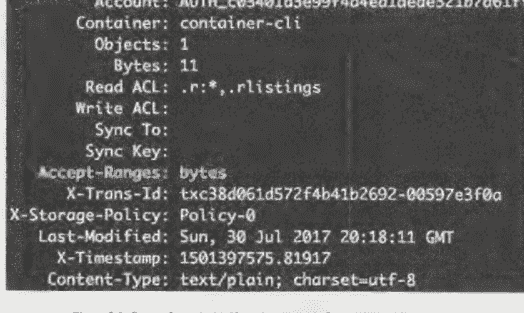 Account:
Container: container-cli
Objects: 1
Bytes: 11
Read ACL: .r:*,.rlistings
Write ACL:
Sync To:
Sync Key:
Accept-Ranges: bytes
X-Trans-Id: txc38d061d572f4b41b2692-00597e3f0a
X-Storage-Policy: Policy-0
Last-Modified: Sun, 30 Jul 2017 20:18:11 GMT
X-Timestamp: 1501397575.81917
Content-Type: text/plain; charset=utf-8